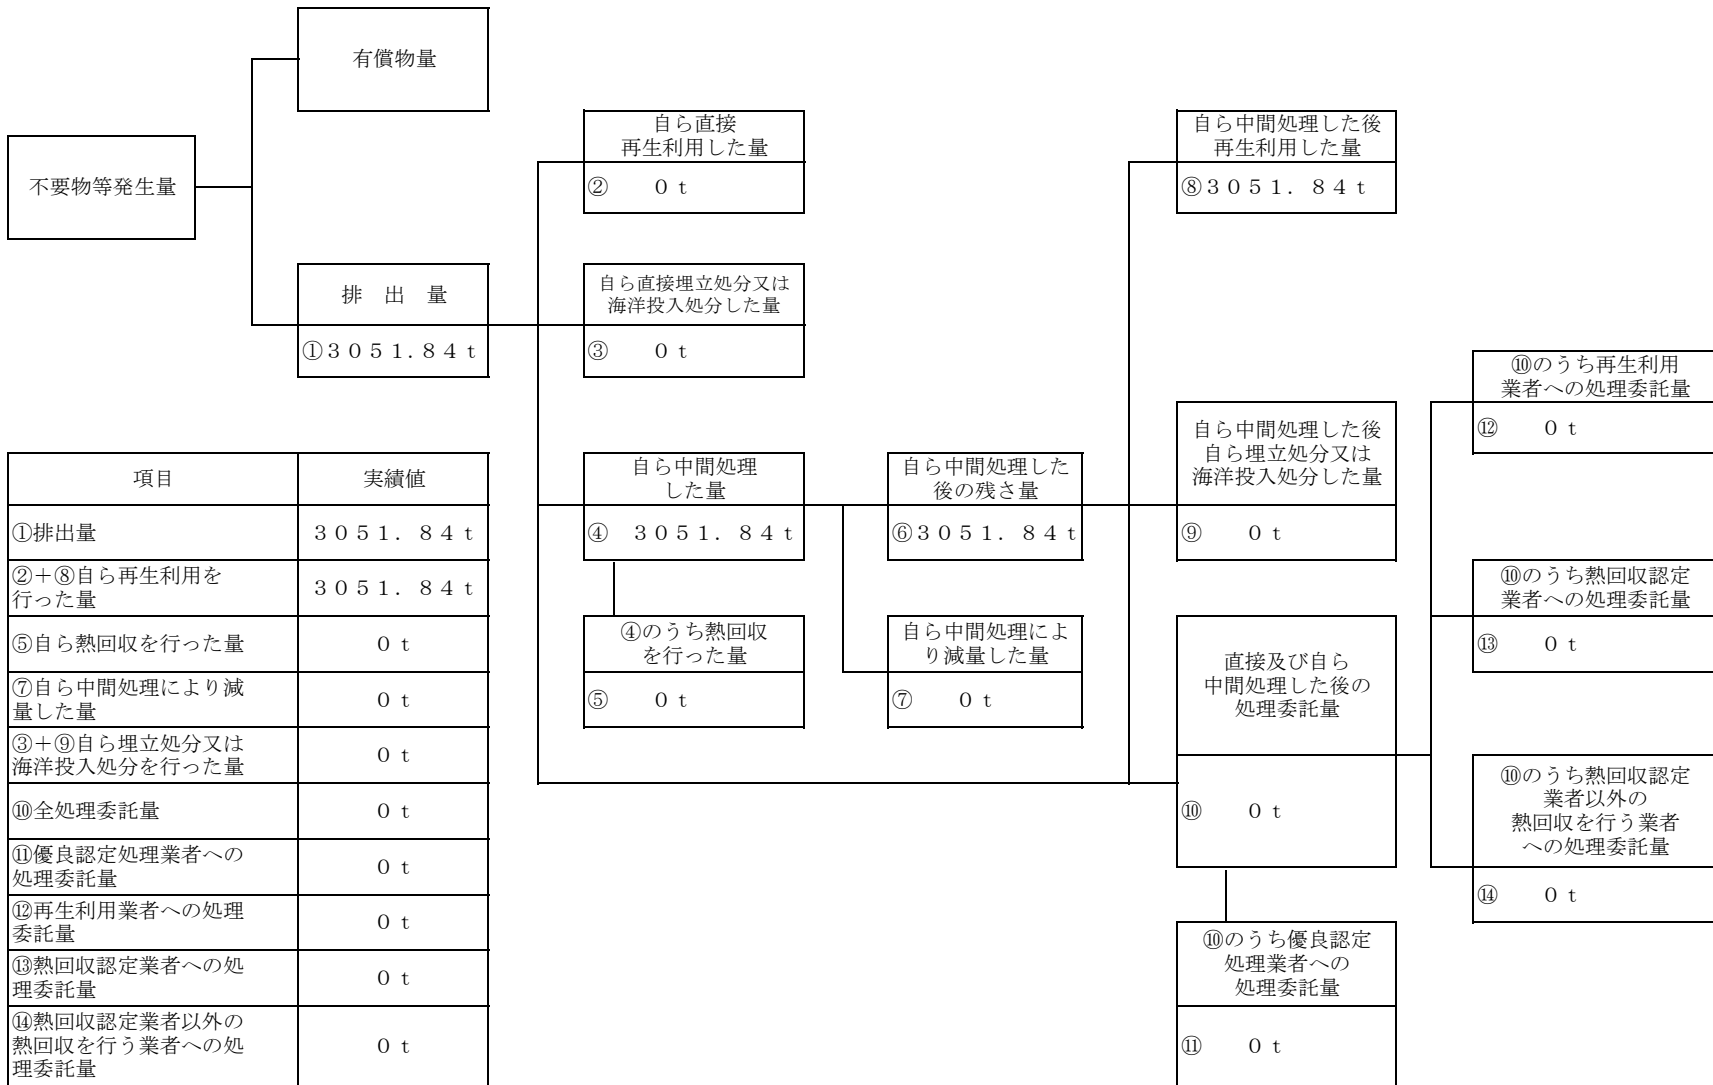 有償物量
不要物等発生量
排　出　量
①３０５１.８４ｔ
自ら直接
再生利用した量
②　０ｔ
自ら直接埋立処分又は
海洋投入処分した量
③　０ｔ
自ら中間処理
した量
④　３０５１．８４ｔ
④のうち熱回収
を行った量
⑤　０ｔ
自ら中間処理した
後の残さ量
⑥３０５１．８４ｔ
自ら中間処理によ
り減量した量
⑦　０ｔ
自ら中間処理した後
再生利用した量
⑧３０５１．８４ｔ
自ら中間処理した後
自ら埋立処分又は
海洋投入処分した量
⑨　０ｔ
直接及び自ら
中間処理した後の
処理委託量
⑩　０ｔ
⑩のうち優良認定
処理業者への
処理委託量
⑪　０ｔ
⑩のうち再生利用
業者への処理委託量
⑫　０ｔ
⑩のうち熱回収認定
業者への処理委託量
⑬　０ｔ
⑩のうち熱回収認定
業者以外の
熱回収を行う業者
への処理委託量
⑭　０ｔ
項目　実績値
①排出量　３０５１．８４ｔ
②＋⑧自ら再生利用を
行った量　３０５１．８４ｔ
⑤自ら熱回収を行った量　０ｔ
⑦自ら中間処理により減
量した量　０ｔ
③＋⑨自ら埋立処分又は
海洋投入処分を行った量　０ｔ
⑩全処理委託量　０ｔ
⑪優良認定処理業者への
処理委託量　０ｔ
⑫再生利用業者への処理
委託量　０ｔ
⑬熱回収認定業者への処
理委託量　０ｔ
⑭熱回収認定業者以外の
熱回収を行う業者への処
理委託量　０ｔ